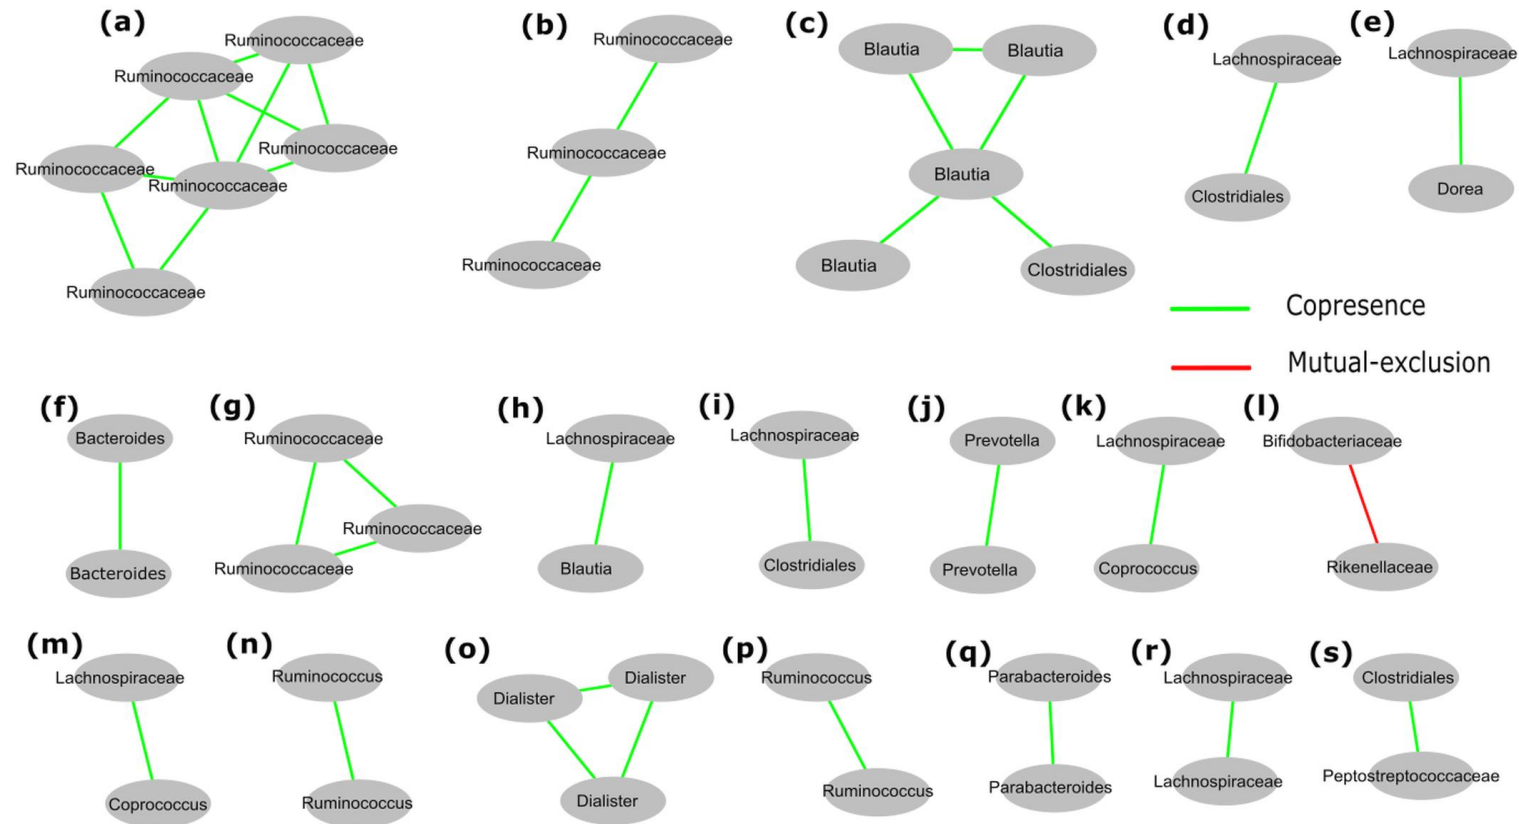 (a)
Ruminococcaceae
Ruminococcaceae
Ruminococcaceae
Ruminococcaceae
Ruminococcaceae
Ruminococcaceae
(b)
Ruminococcaceae
Ruminococcaceae
Ruminococcaceae
(c)
Blautia
Blautia
Blautia
Blautia
Clostridiales
(d)
Lachnospiraceae
Clostridiales
(e)
Lachnospiraceae
Dorea
Copresence
Mutual-exclusion
(f)
Bacteroides
Bacteroides
(g)
Ruminococcaceae
Ruminococcaceae
Ruminococcaceae
(h)
Lachnospiraceae
Blautia
(i)
Lachnospiraceae
Clostridiales
(j)
Prevotella
Prevotella
(k)
Lachnospiraceae
Coprococcus
(l)
Bifidobacteriaceae
Rikenellaceae
(m)
Lachnospiraceae
Coprococcus
(n)
Ruminococcus
Ruminococcus
(o)
Dialister
Dialister
Dialister
(p)
Ruminococcus
Ruminococcus
(q)
Parabacteroides
Parabacteroides
(r)
Lachnospiraceae
Lachnospiraceae
(s)
Clostridiales
Peptostreptococcaceae